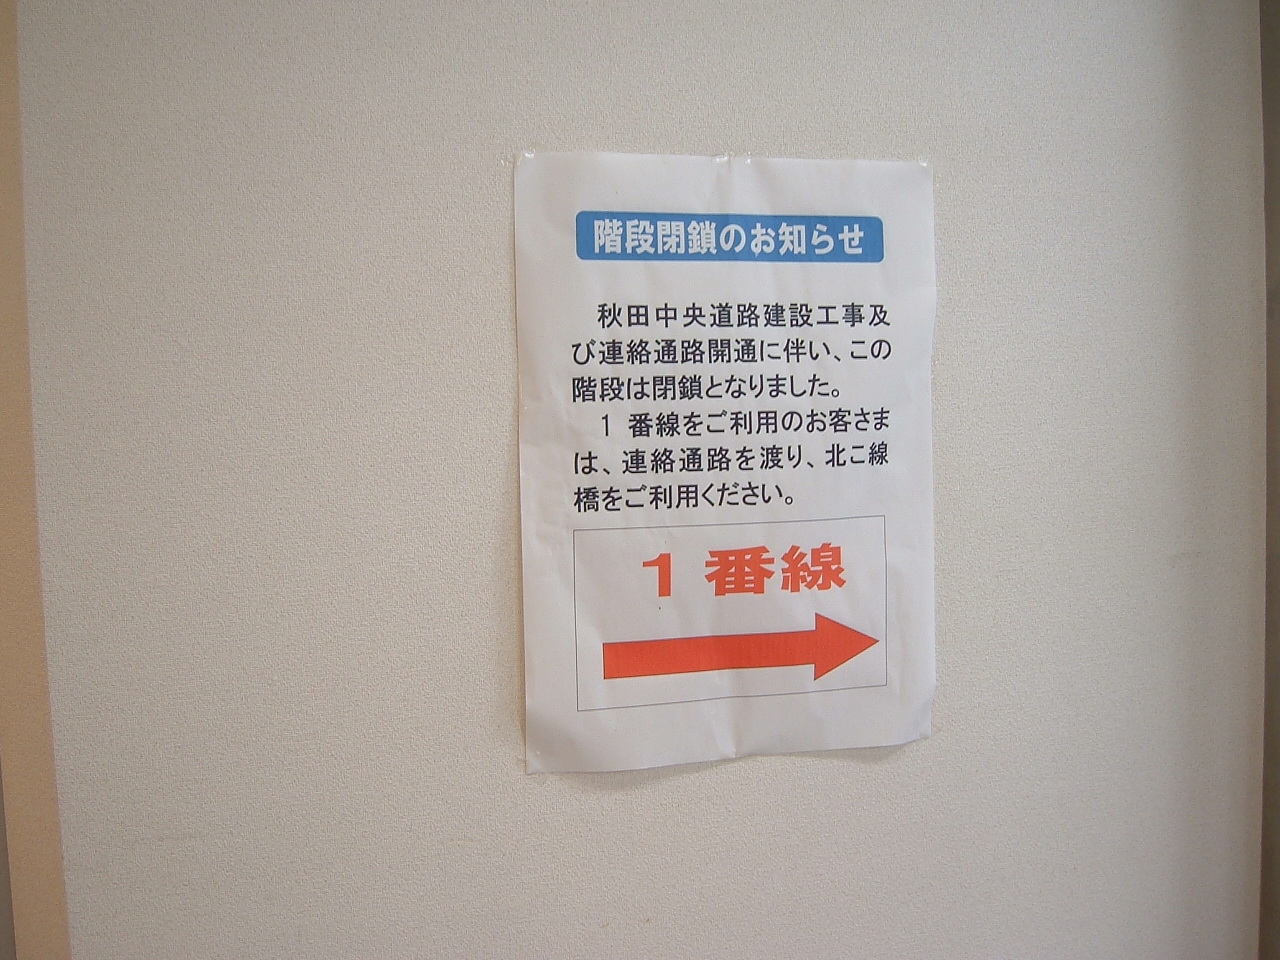 階段閉鎖のお知らせ
秋田中央道路建設工事及
び連絡通路開通に伴い、この
階段は閉鎖となりました。
1 番線をご利用のお客さま
は、連絡通路を渡り、北こ線
橋をご利用ください。
1 番線